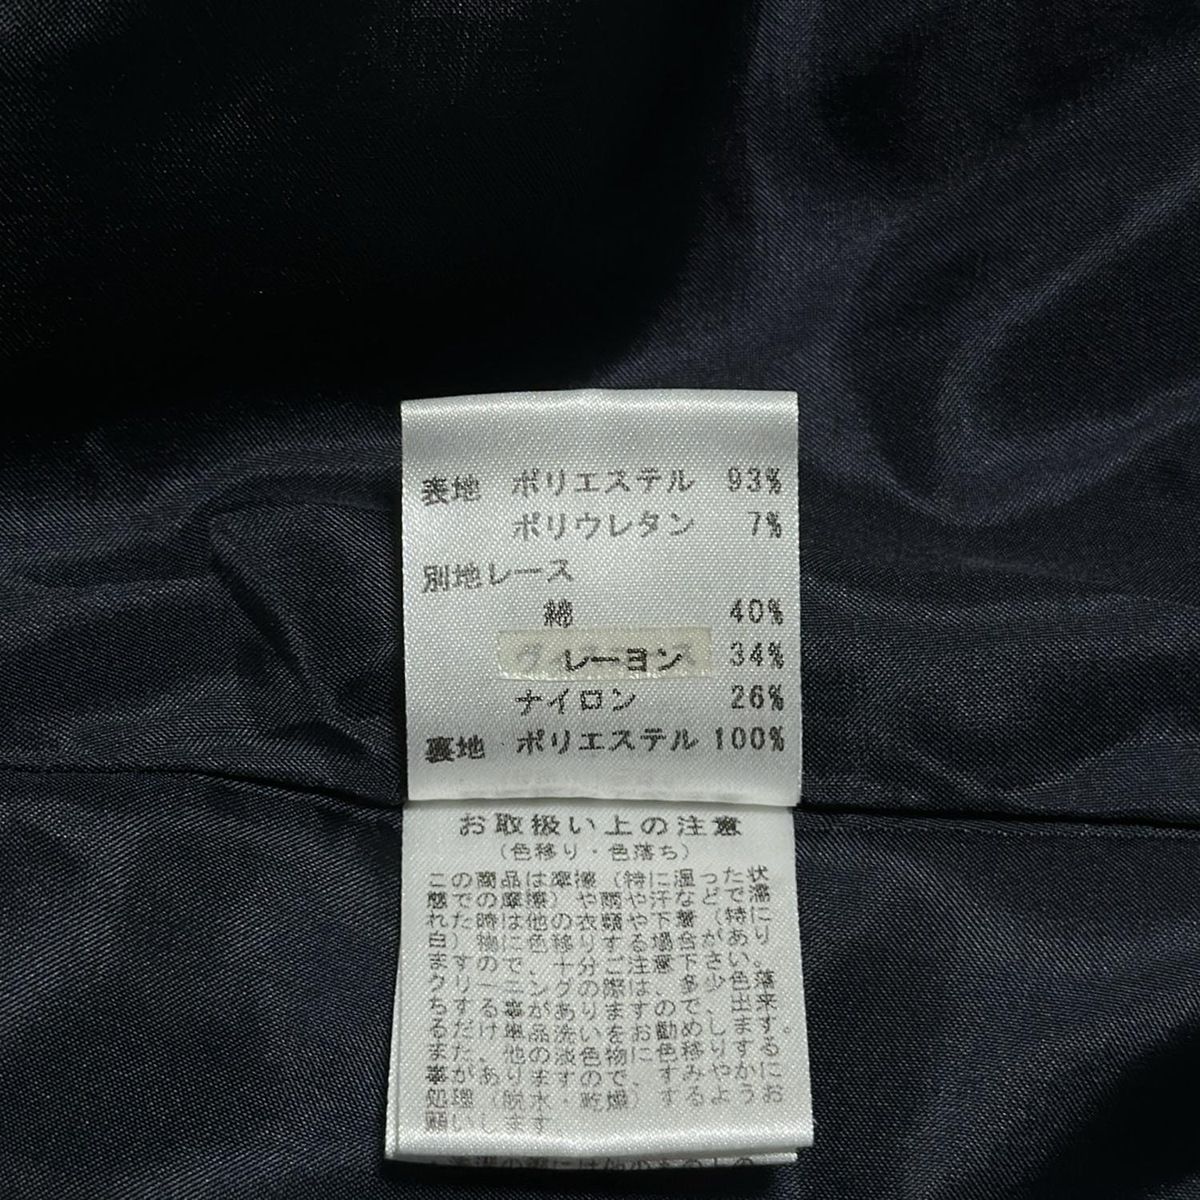 表地 ポリエステル 93%
ポリウレタン 7%
別地レース
綿 40%
レーヨン 34%
ナイロン 26%
裏地 ポリエステル 100%
お取扱い上の注意
（色移り・色落ち）
この商品は摩擦（特に湿った状
態での摩擦）や雨や汗などで濡
れた時は他の衣類や下着（特に
白）物に色移りする場合があり
ますので、十分ご注意下さい。
クリーニングの際は、多少色落
ちする事がありますので、出来
るだけ単品洗いをお勧めします。
また、他の淡色物に色移りする
事がありますので、すみやかに
処理（脱水・乾燥）するようお
願いします